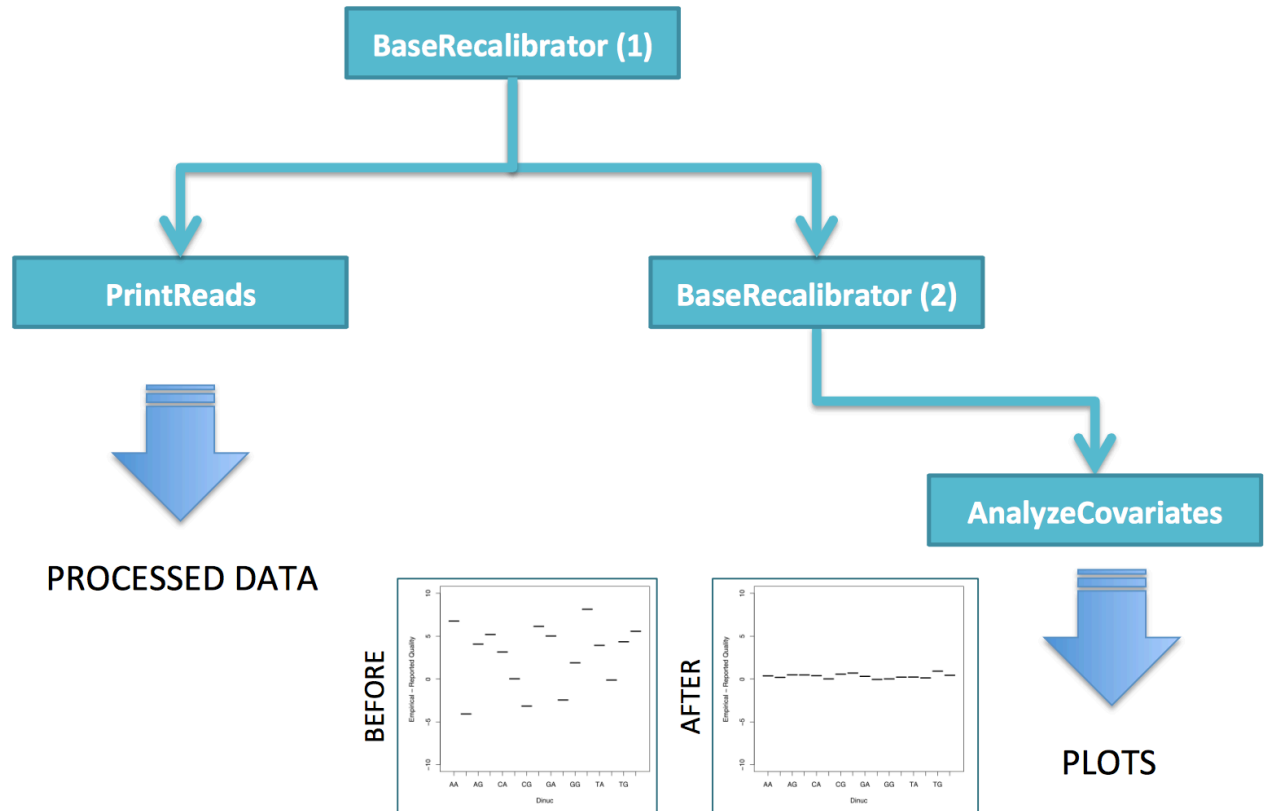 BaseRecalibrator (1)
PrintReads
BaseRecalibrator (2)
AnalyzeCovariates
PROCESSED DATA
BEFORE
Empirical − Reported Quality
10
5
0
−5
−10
AA AG CA CG GA GG TA TG
Dinuc
AFTER
Empirical − Reported Quality
10
5
0
−5
−10
AA AG CA CG GA GG TA TG
Dinuc
PLOTS